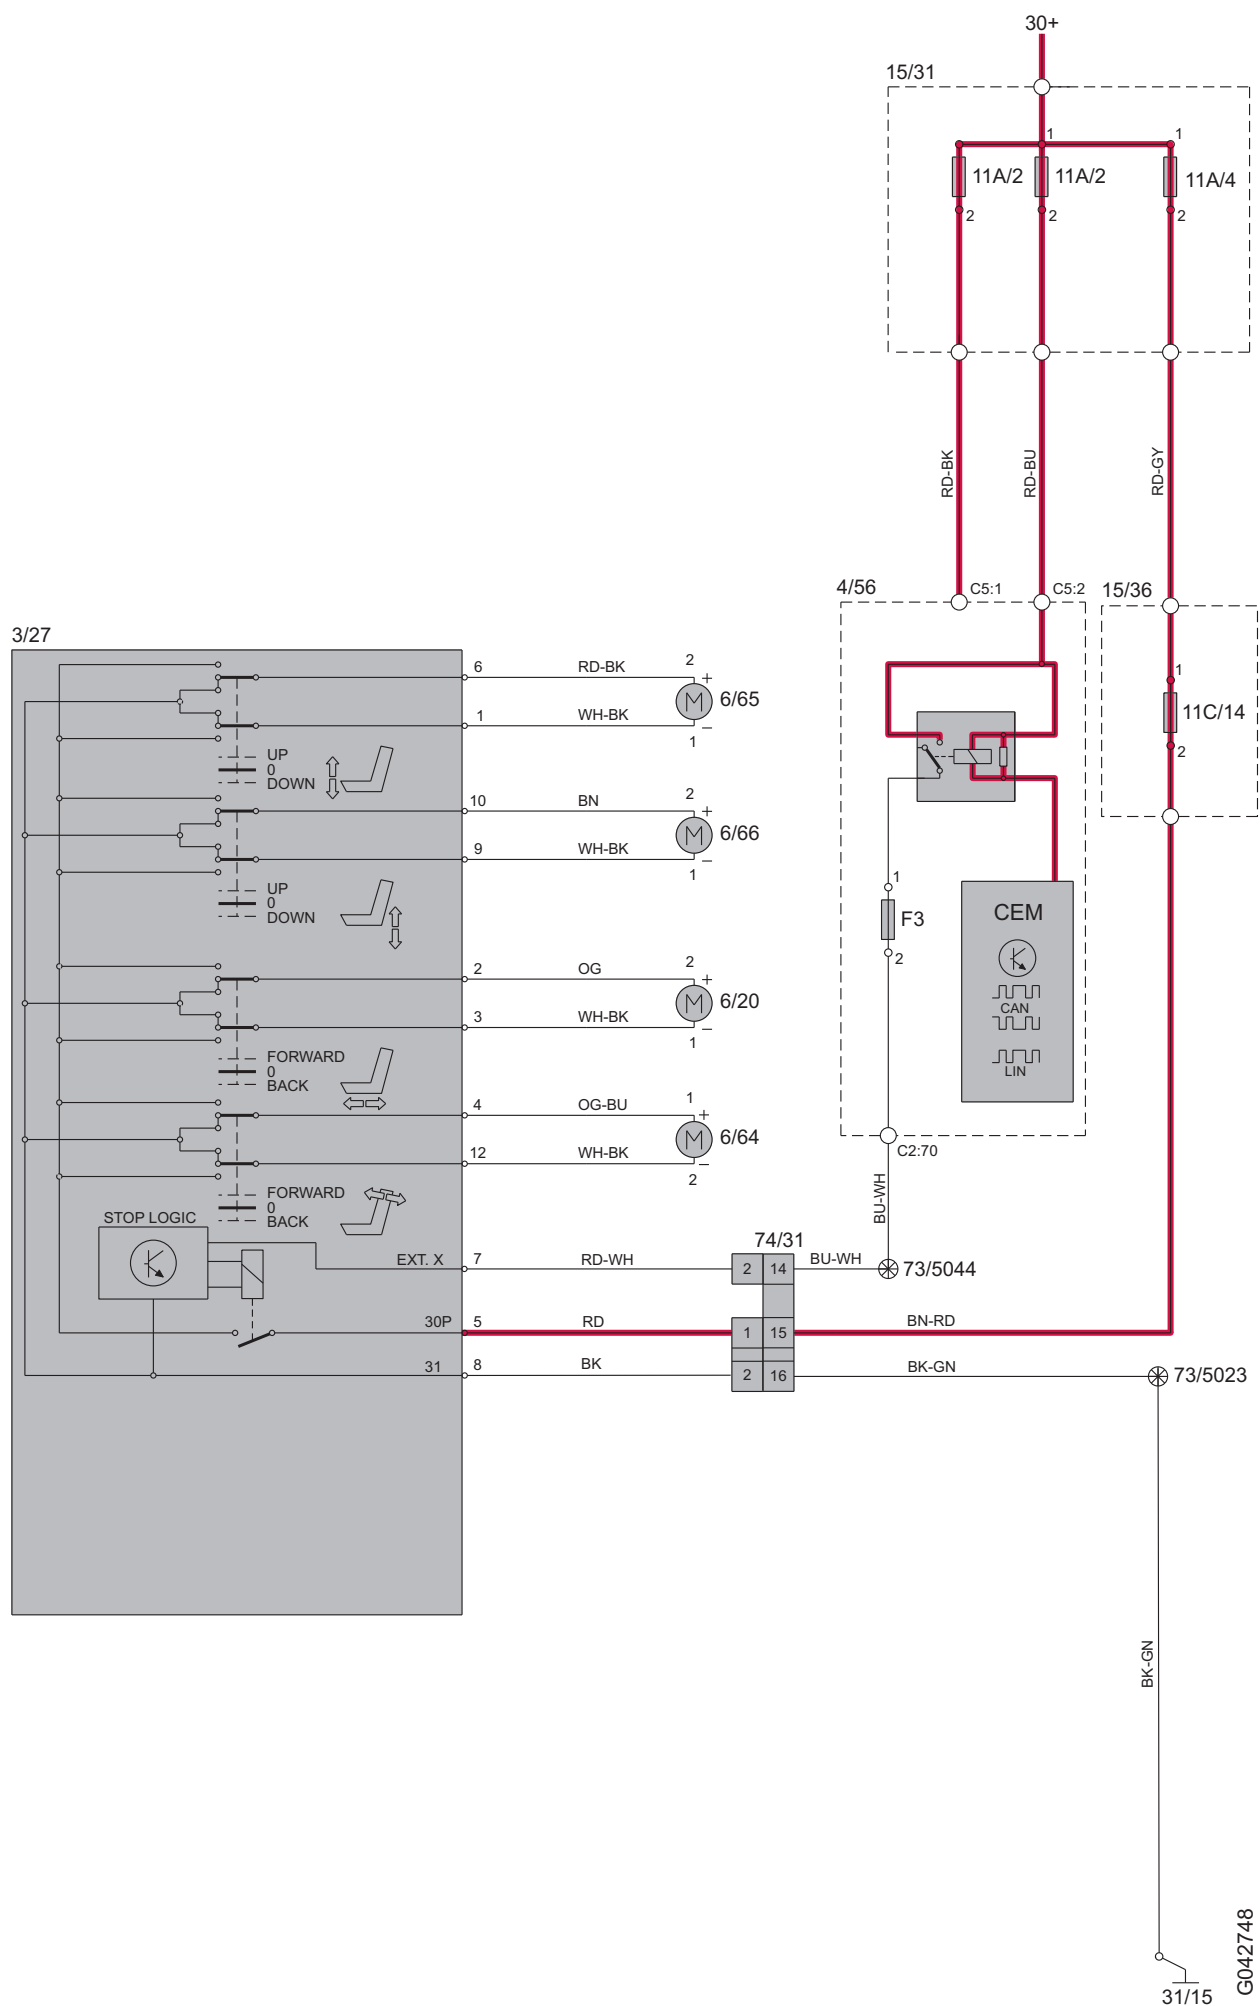 30+
15/31
1
1
11A/2
11A/2
11A/4
2
2
2
RD-BK
RD-BU
RD-GY
4/56
C5:1
C5:2
15/36
3/27
6
RD-BK
2
+
M
6/65
1
WH-BK
–
1
UP
0
DOWN
1
11C/14
2
10
BN
2
+
M
6/66
9
WH-BK
–
1
UP
0
DOWN
1
F3
2
CEM
CAN
LIN
2
OG
2
+
M
6/20
3
WH-BK
–
1
FORWARD
0
BACK
4
OG-BU
1
+
M
6/64
12
WH-BK
–
2
FORWARD
0
BACK
C2:70
BU-WH
STOP LOGIC
74/31
EXT. X
7
RD-WH
2
14
BU-WH
73/5044
30P
5
RD
1
15
BN-RD
31
8
BK
2
16
BK-GN
73/5023
BK-GN
31/15
G042748